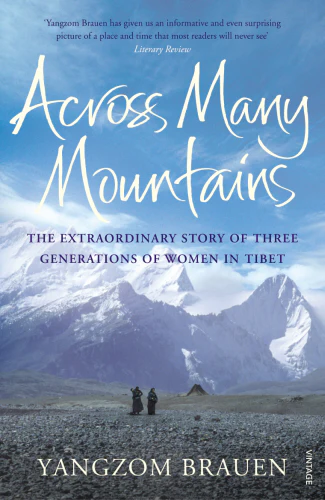 'Yangzom Brauen has given us an informative and even surprising
picture of a place and time that most readers will never see'
Literary Review
Across Many
Mountains
THE EXTRAORDINARY STORY OF THREE
GENERATIONS OF WOMEN IN TIBET
VINTAGE
YANGZOM BRAUEN